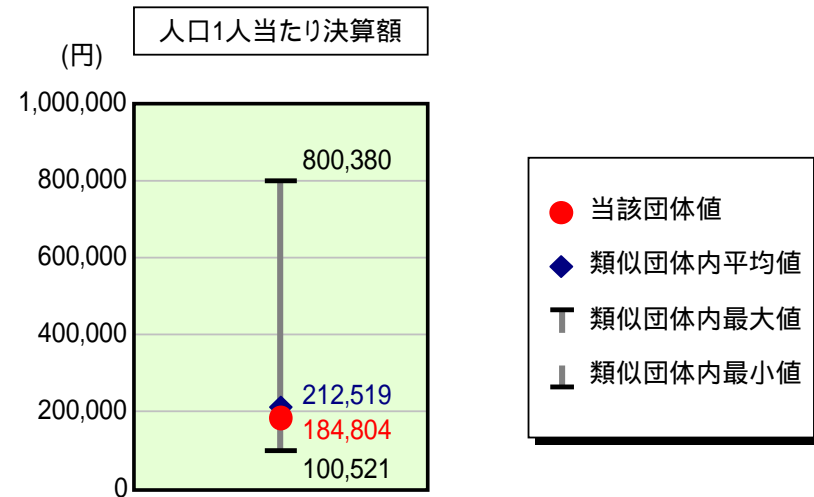 人口1人当たり決算額
(円)
1,000,000
800,000
600,000
400,000
200,000
0
800,380
212,519
184,804
100,521
当該団体値
類似団体内平均値
類似団体内最大値
類似団体内最小値